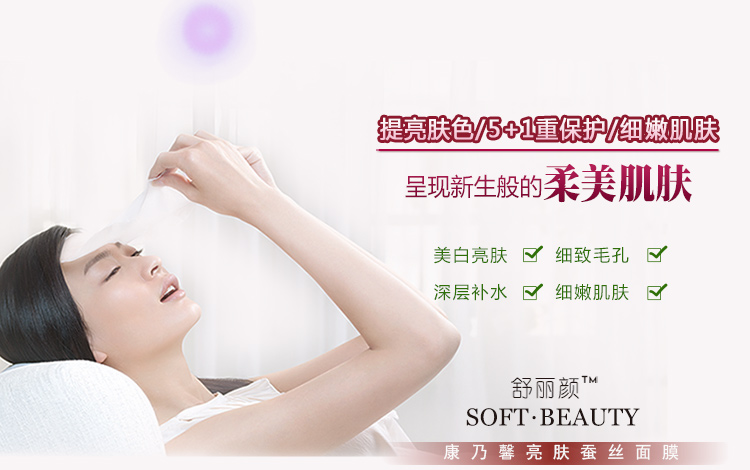 提亮肤色/5+1重保护/细嫩肌肤
呈现新生般的柔美肌肤
美白亮肤 细致毛孔
深层补水 细嫩肌肤
舒丽颜™
SOFT·BEAUTY
康乃馨亮肤蚕丝面膜